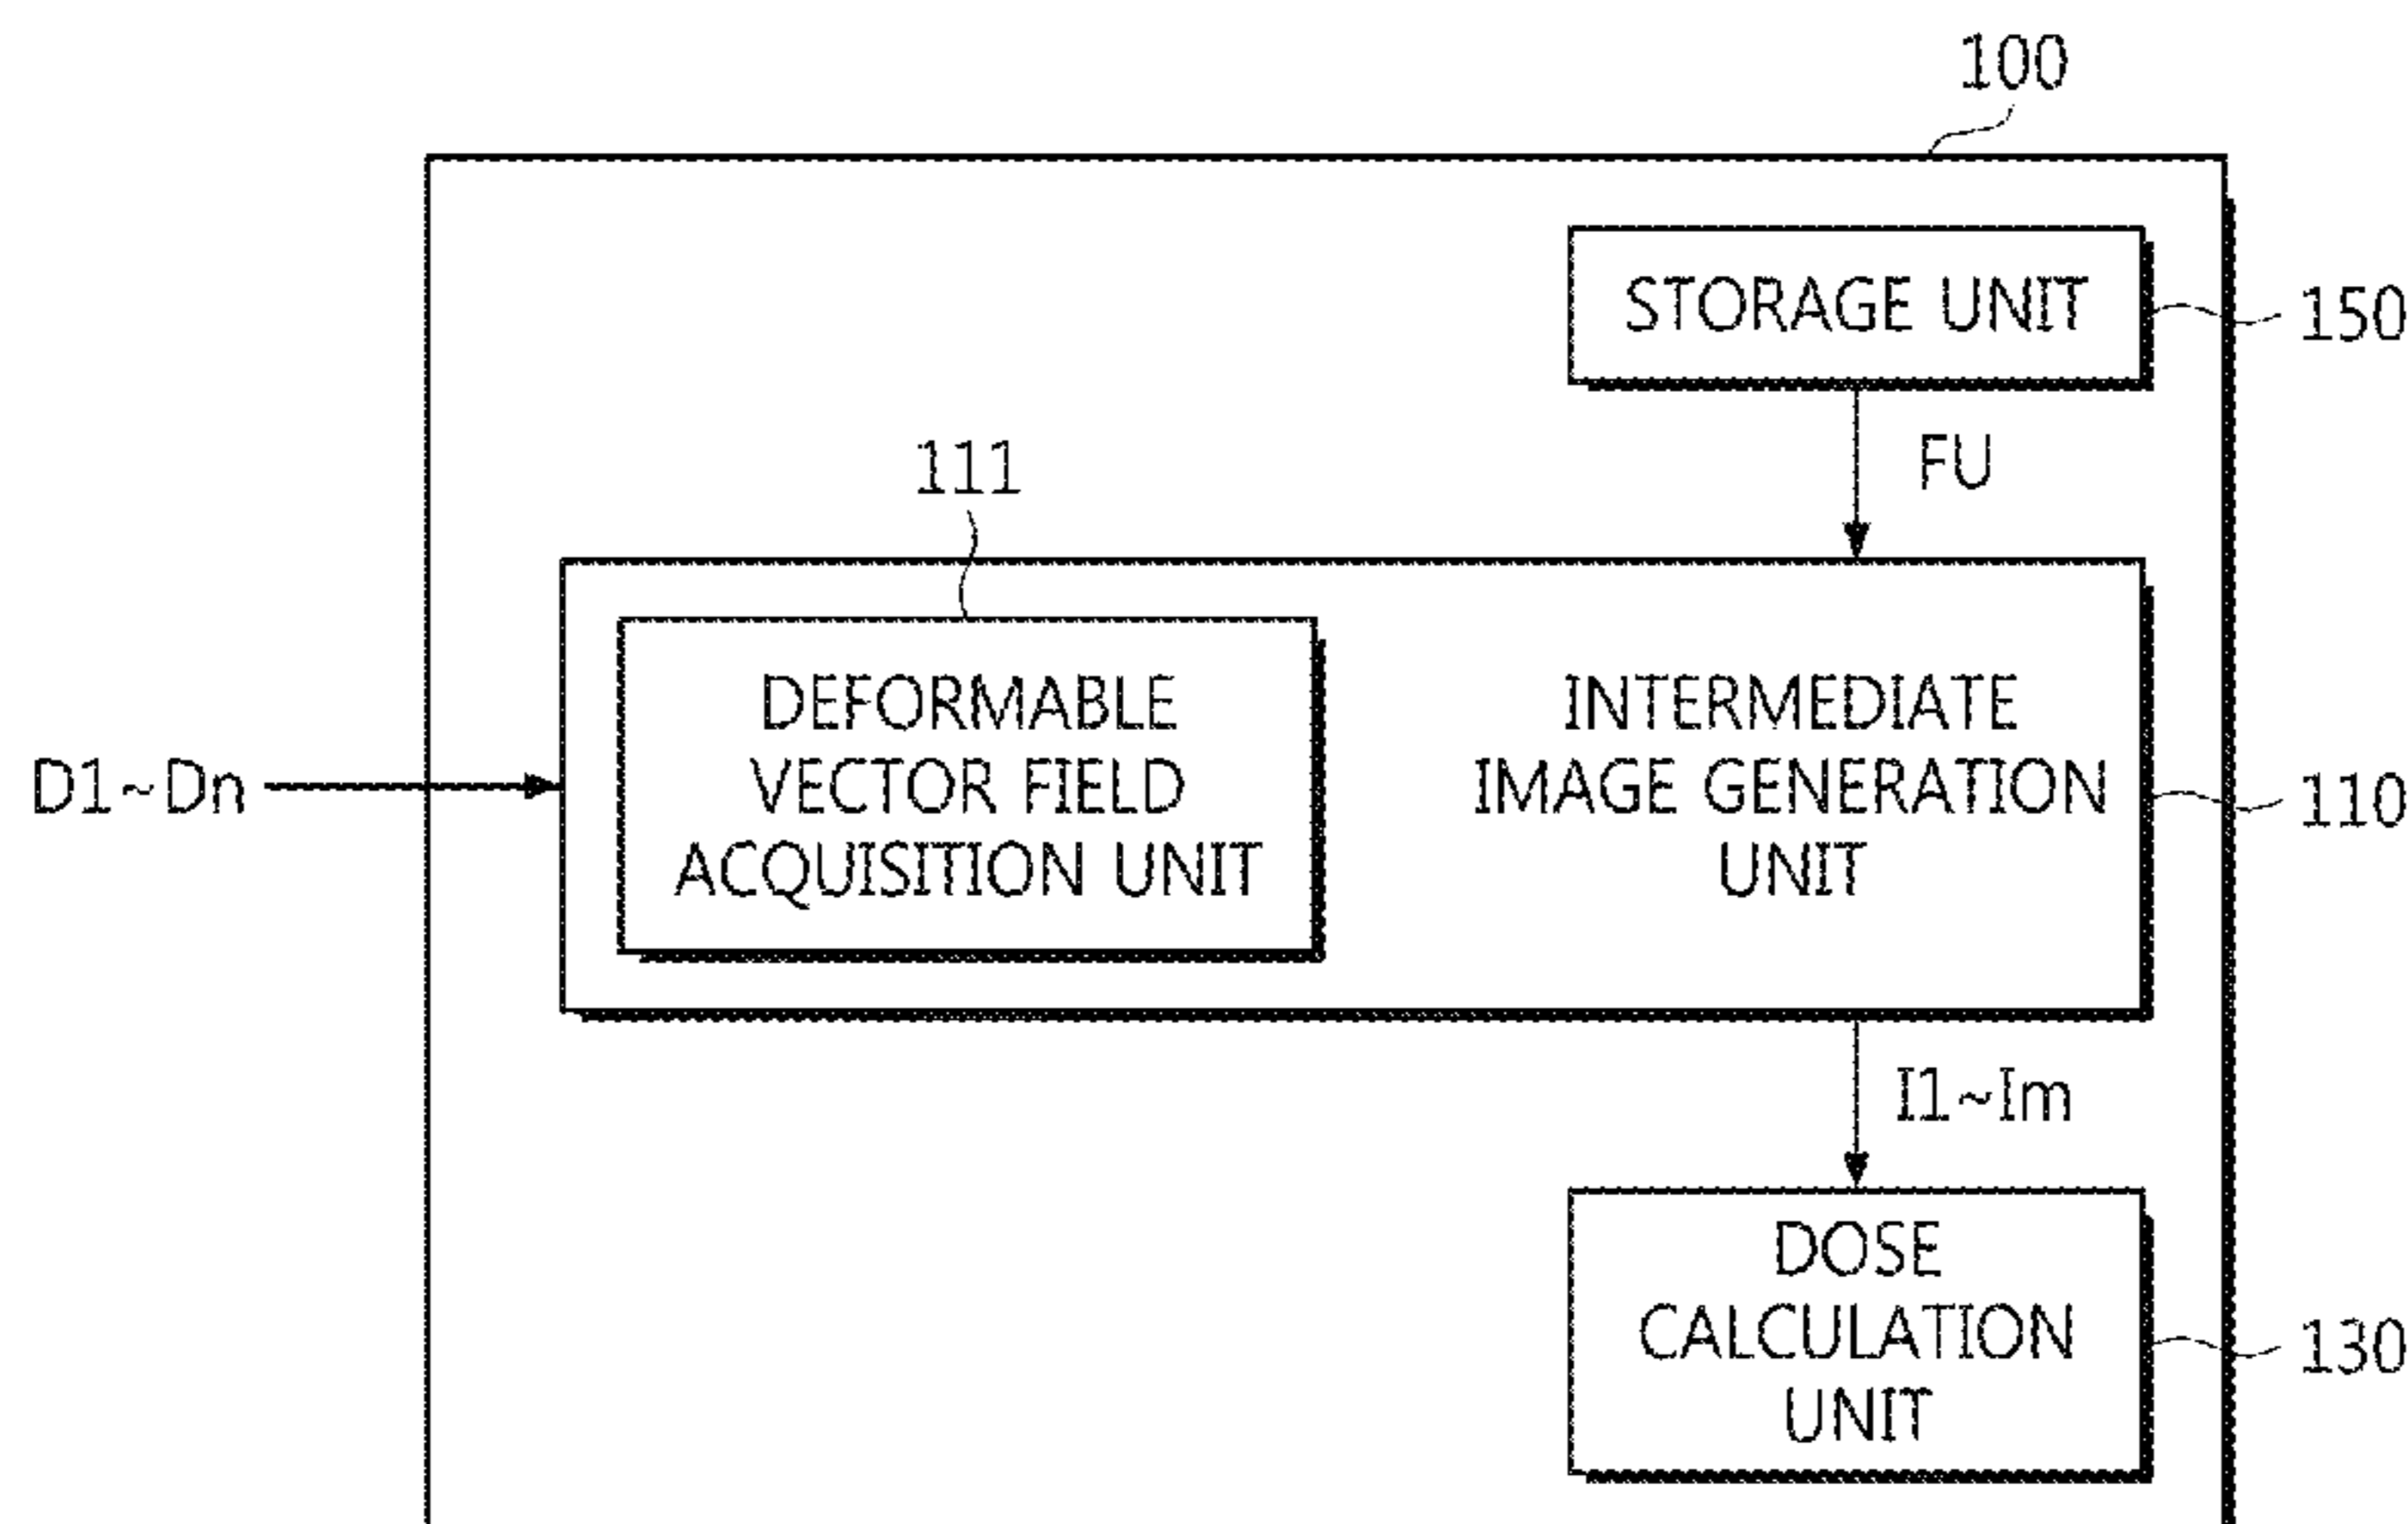 100
STORAGE UNIT
150
FU
111
DEFORMABLE
VECTOR FIELD
ACQUISITION UNIT
INTERMEDIATE
IMAGE GENERATION
UNIT
D1~Dn
110
I1~Im
DOSE
CALCULATION
UNIT
130